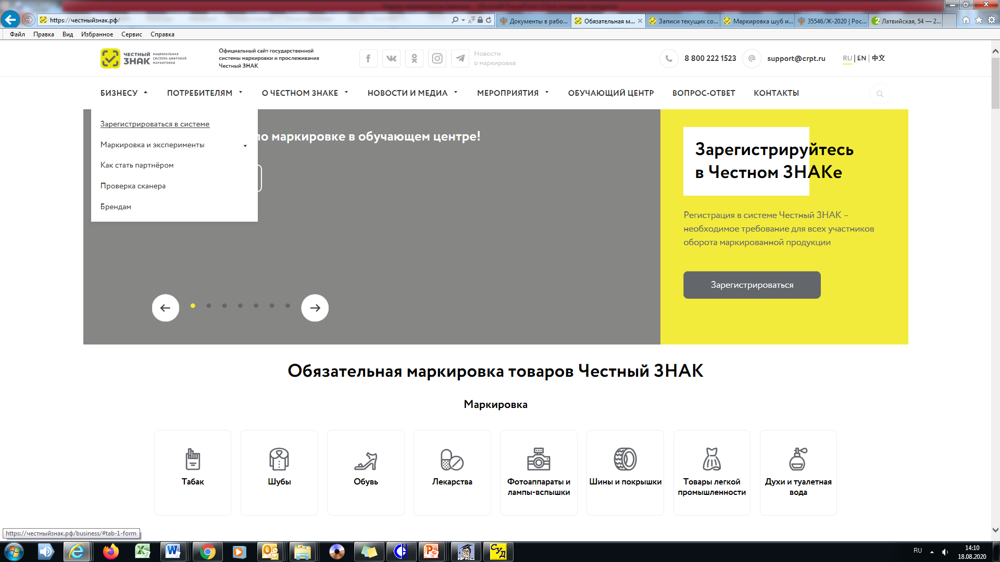 https://честныйзнак.рф/
Документы в рабо...
Обязательная м...
Записи текущих со...
Маркировка шуб и...
35546/Ж-2020 | Рос...
Латвийская, 54 — 2...
Файл Правка Вид Избранное Сервис Справка
ЧЕСТНЫЙ
ЗНАК
НАЦИОНАЛЬНАЯ
СИСТЕМА ЦИФРОВОЙ
МАРКИРОВКИ
Официальный сайт государственной
системы маркировки и прослеживания
Честный ЗНАК
Новости
о маркировке
8 800 222 1523
@ support@crpt.ru
RU | EN | 中文
БИЗНЕСУ ПОТРЕБИТЕЛЯМ О ЧЕСТНОМ ЗНАКЕ НОВОСТИ И МЕДИА МЕРОПРИЯТИЯ ОБУЧАЮЩИЙ ЦЕНТР ВОПРОС-ОТВЕТ КОНТАКТЫ
Зарегистрироваться в системе
Маркировка и эксперименты
Как стать партнёром
Проверка сканера
Брендам
по маркировке в обучающем центре!
Зарегистрируйтесь
в Честном ЗНАКе
Регистрация в системе Честный ЗНАК –
необходимое требование для всех участников
оборота маркированной продукции
Зарегистрироваться
Обязательная маркировка товаров Честный ЗНАК
Маркировка
Табак
Шубы
Обувь
Лекарства
Фотоаппараты и
лампы-вспышки
Шины и покрышки
Товары легкой
промышленности
Духи и туалетная
вода
https://честныйзнак.рф/business/#tab-1-form
Суд
RU
14:10
18.08.2020